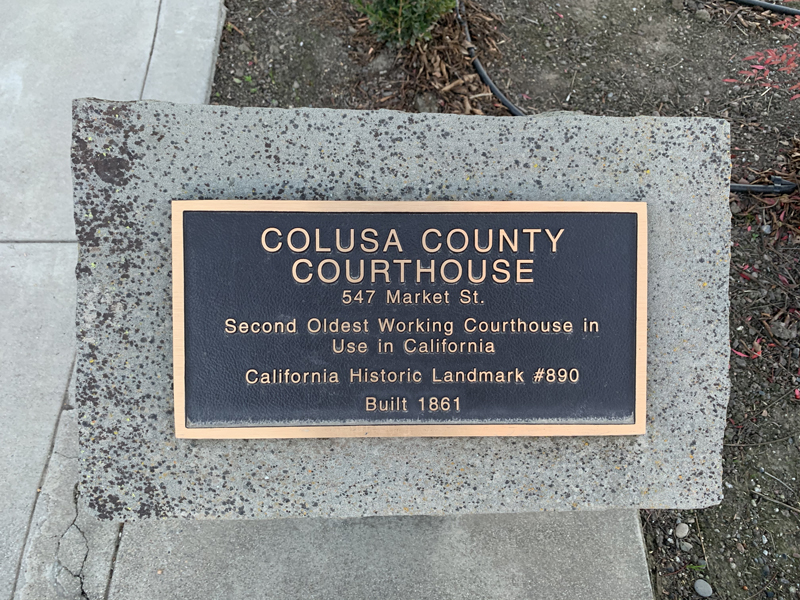 COLUSA COUNTY
COURTHOUSE
547 Market St.
Second Oldest Working Courthouse in
Use in California
California Historic Landmark #890
Built 1861